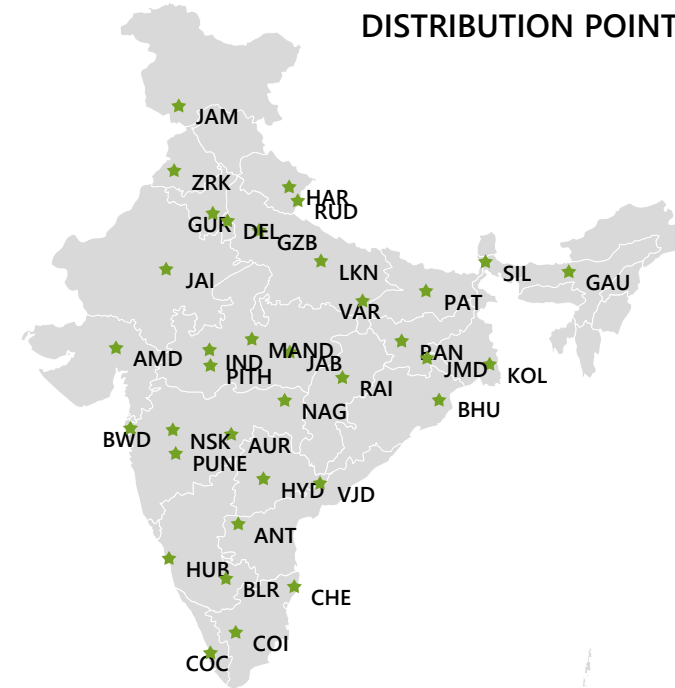 DISTRIBUTION POINT
JAM
ZRK
HAR
RUD
GUR
DEL
GZB
LKN
SIL
GAU
JAI
VAR
PAT
AMD
IND
MAND
JAB
PITH
RAN
JMD
KOL
RAI
NAG
BHU
BWD
NSK
AUR
PUNE
HYD
VJD
ANT
HUB
BLR
CHE
COI
COC